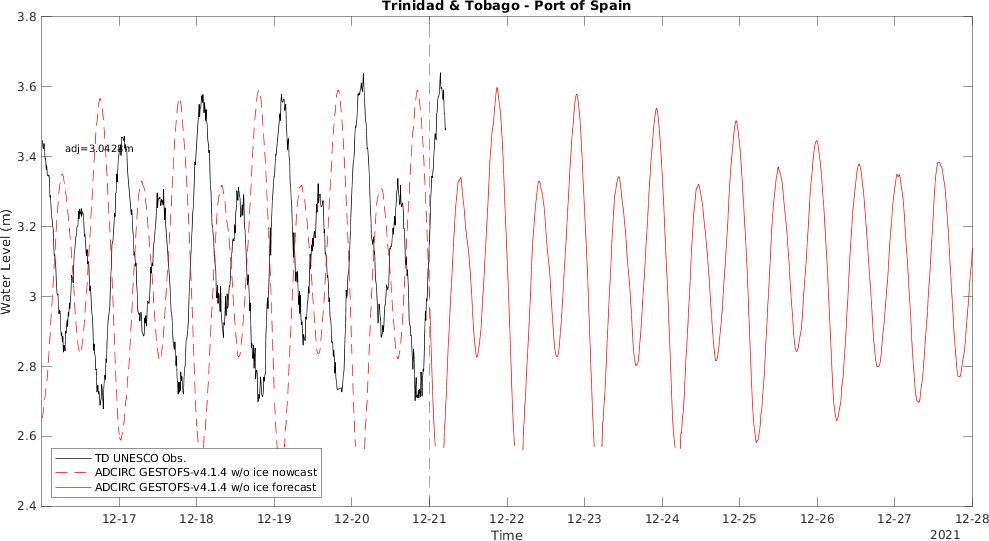 Trinidad & Tobago - Port of Spain
3.8
3.6
3.4
3.2
3
2.8
2.6
2.4
Water Level (m)
adj=3.0428m
TD UNESCO Obs.
ADCIRC GESTOFS-v4.1.4 w/o ice nowcast
ADCIRC GESTOFS-v4.1.4 w/o ice forecast
12-17 12-18 12-19 12-20 12-21 12-22 12-23 12-24 12-25 12-26 12-27 12-28
Time
2021